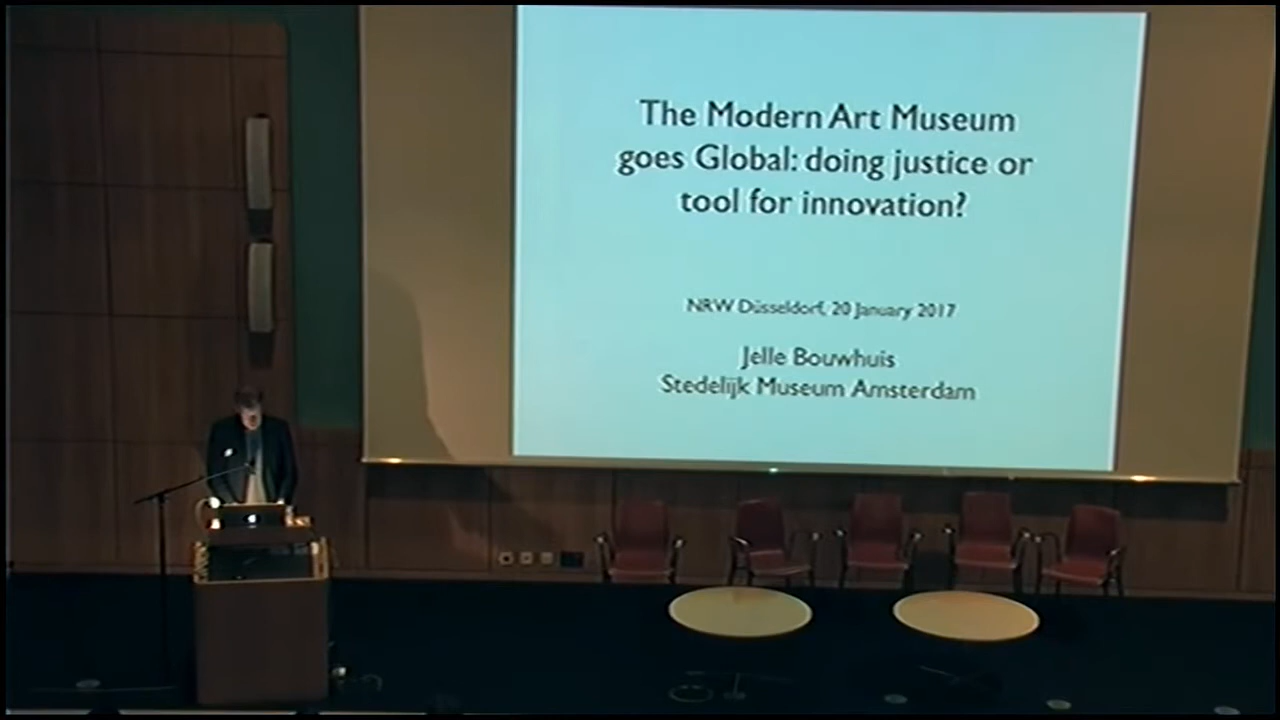 The Modern Art Museum
goes Global: doing justice or
tool for innovation?
NRW Düsseldorf, 20 January 2017
Jelle Bouwhuis
Stedelijk Museum Amsterdam